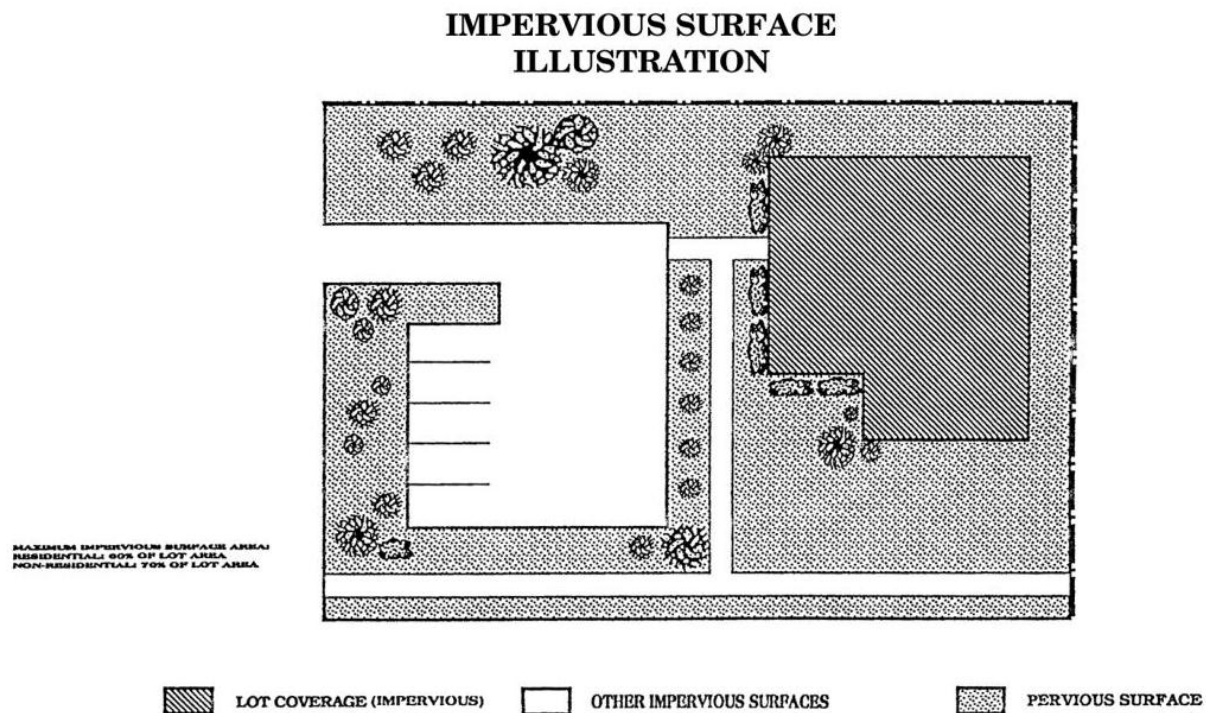 IMPERVIOUS SURFACE
ILLUSTRATION
MAXIMUM IMPERVIOUS SURFACE AREA:
RESIDENTIAL: 60% OF LOT AREA
NON-RESIDENTIAL: 70% OF LOT AREA
LOT COVERAGE (IMPERVIOUS)
OTHER IMPERVIOUS SURFACES
PERVIOUS SURFACE